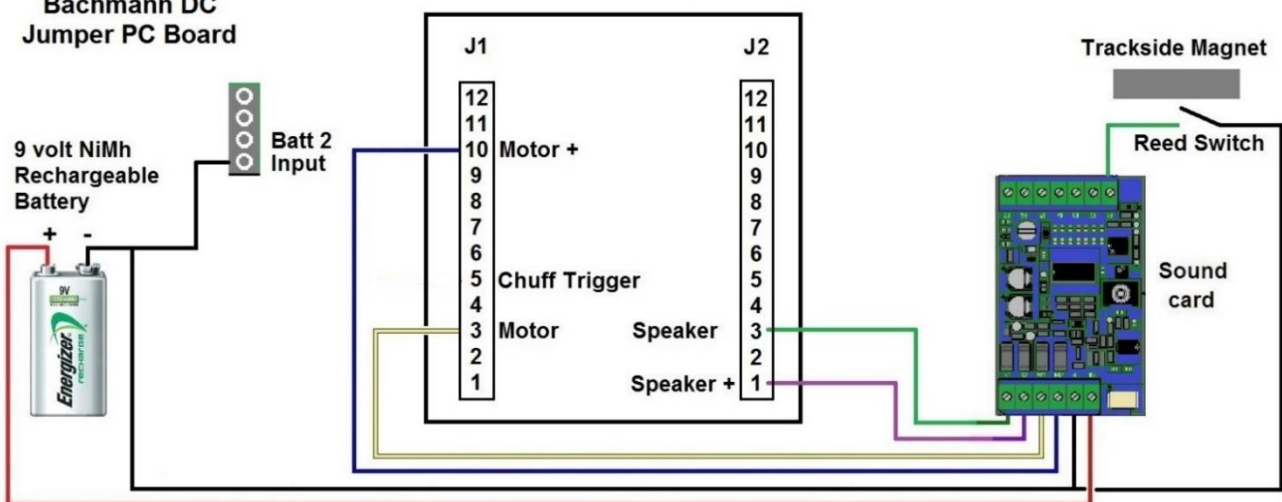 Bachmann DC
Jumper PC Board
J1
J2
Trackside Magnet
12
11
10 Motor +
9
8
7
6
5 Chuff Trigger
4
3 Motor
2
1
12
11
10
9
8
7
6
5
4
Speaker 3
2
Speaker + 1
Batt 2
Input
9 volt NiMh
Rechargeable
Battery
+ -
9V
Energizer
recharge
Reed Switch
Sound
card